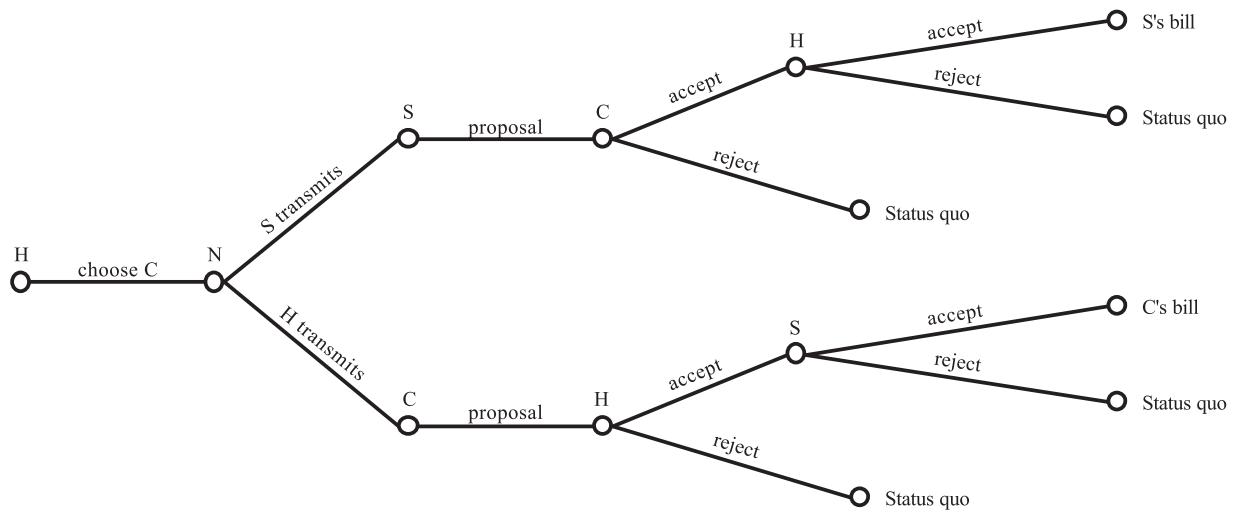 H
choose C
N
S transmits
S
proposal
C
accept
H
accept
S's bill
reject
Status quo
reject
Status quo
H transmits
C
proposal
H
accept
S
accept
C's bill
reject
Status quo
reject
Status quo